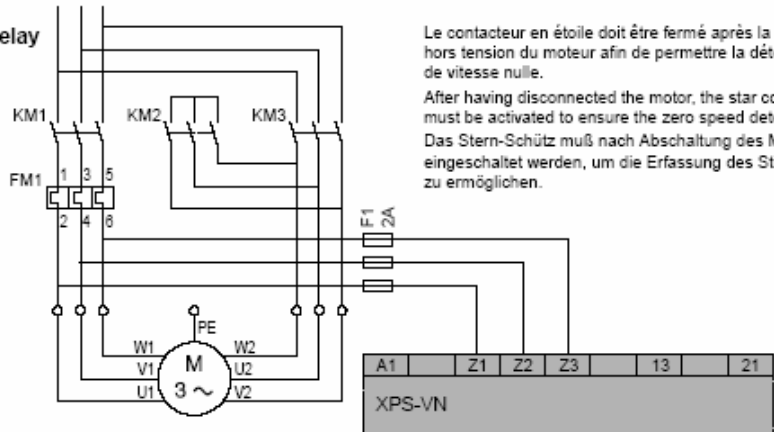 elay
Le contacteur en étoile doit être fermé après la
hors tension du moteur afin de permettre la dét
de vitesse nulle.
After having disconnected the motor, the star co
must be activated to ensure the zero speed det
Das Stern-Schütz muß nach Abschaltung des M
eingeschaltet werden, um die Erfassung des St
zu ermöglichen.
KM1 KM2 KM3
FM1 1 3 5
2 4 6
F1
2A
PE
W1 W2
V1 M U2
U1 3 ~ V2
A1 Z1 Z2 Z3 13 21
XPS-VN